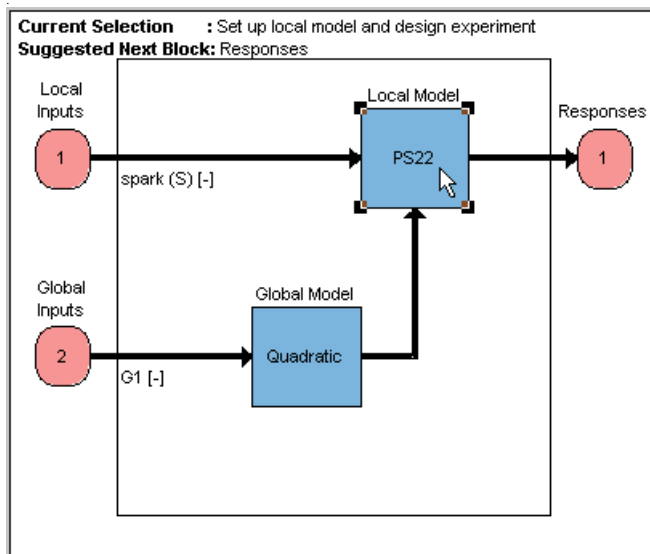 Current Selection : Set up local model and design experiment
Suggested Next Block: Responses
Local
Inputs
Local Model
Responses
1
PS22
1
spark (S) [-]
Global
Inputs
Global Model
2
Quadratic
G1 [-]